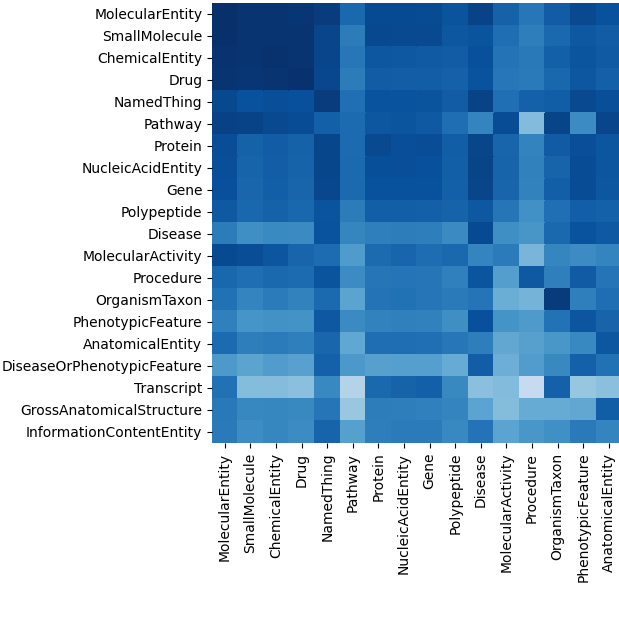 MolecularEntity
SmallMolecule
ChemicalEntity
Drug
NamedThing
Pathway
Protein
NucleicAcidEntity
Gene
Polypeptide
Disease
MolecularActivity
Procedure
OrganismTaxon
PhenotypicFeature
AnatomicalEntity
DiseaseOrPhenotypicFeature
Transcript
GrossAnatomicalStructure
InformationContentEntity
MolecularEntity
SmallMolecule
ChemicalEntity
Drug
NamedThing
Pathway
Protein
NucleicAcidEntity
Gene
Polypeptide
Disease
MolecularActivity
Procedure
OrganismTaxon
PhenotypicFeature
AnatomicalEntity